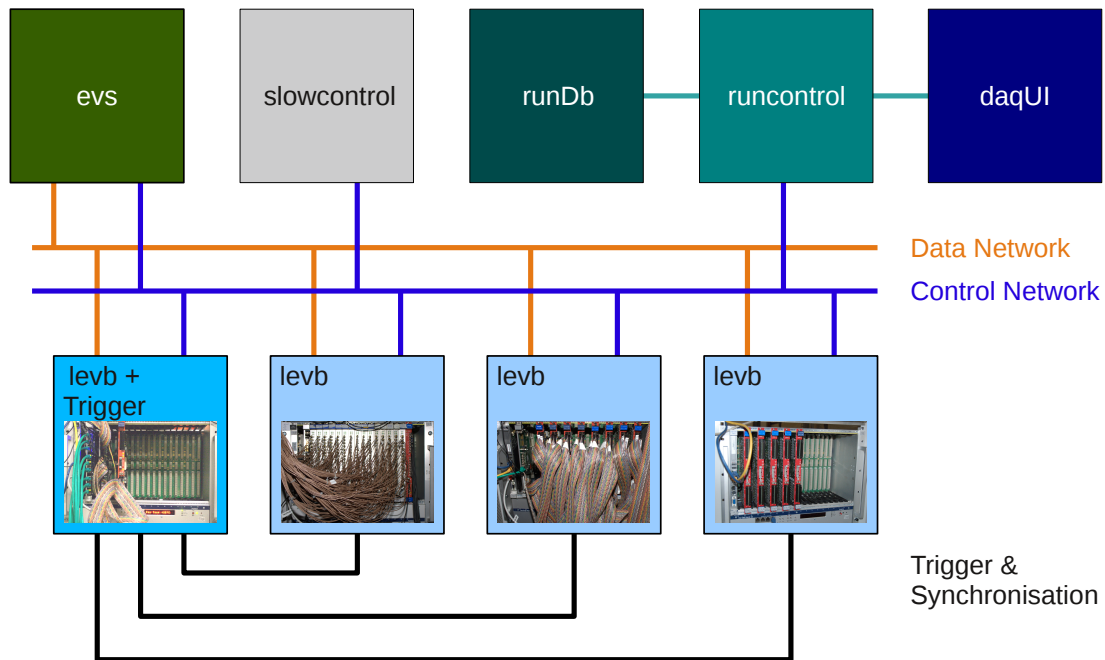 evs
slowcontrol
runDb
runcontrol
daqUI
Data Network
Control Network
levb +
Trigger
levb
levb
levb
Trigger &
Synchronisation